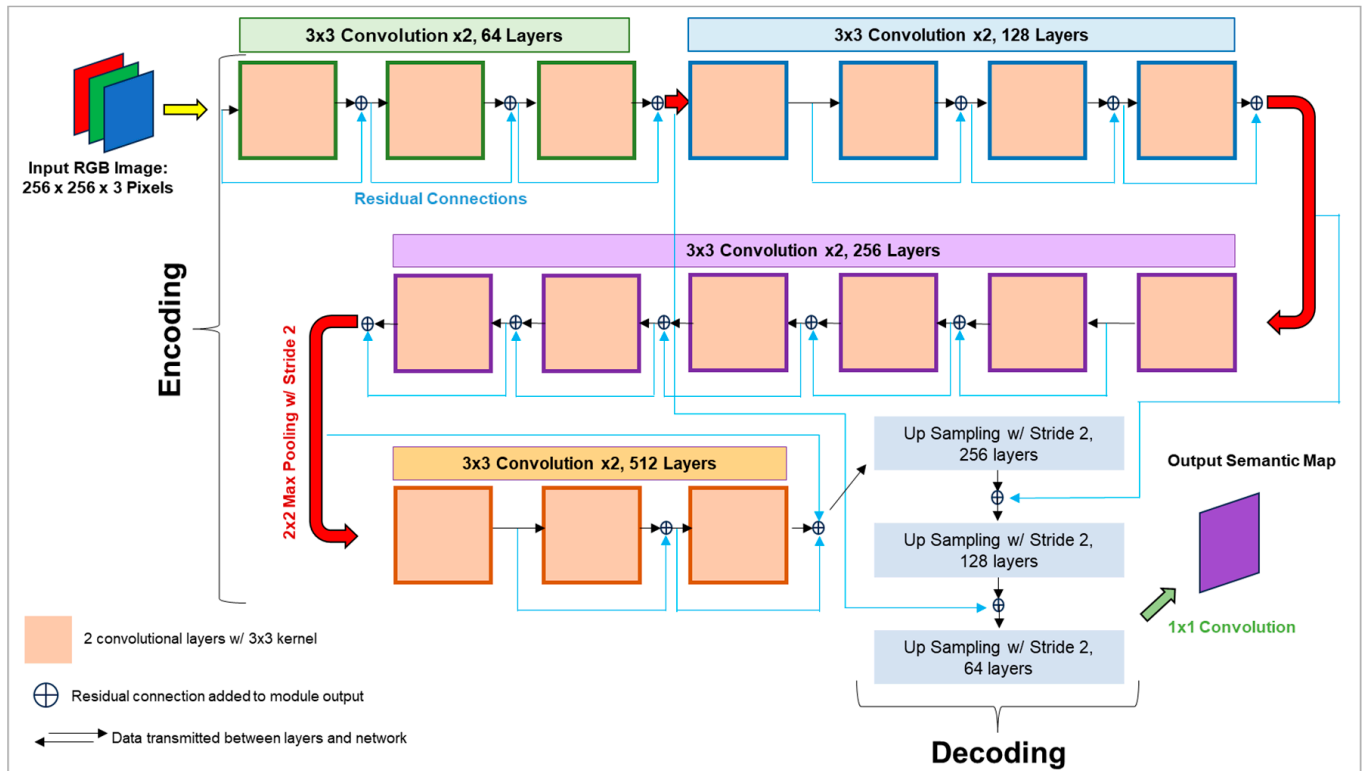 3x3 Convolution x2, 64 Layers
3x3 Convolution x2, 128 Layers
Input RGB Image:
256 x 256 x 3 Pixels
Residual Connections
Encoding
3x3 Convolution x2, 256 Layers
2x2 Max Pooling w/ Stride 2
3x3 Convolution x2, 512 Layers
Up Sampling w/ Stride 2,
256 layers
Output Semantic Map
Up Sampling w/ Stride 2,
128 layers
1x1 Convolution
Up Sampling w/ Stride 2,
64 layers
2 convolutional layers w/ 3x3 kernel
Residual connection added to module output
Data transmitted between layers and network
Decoding